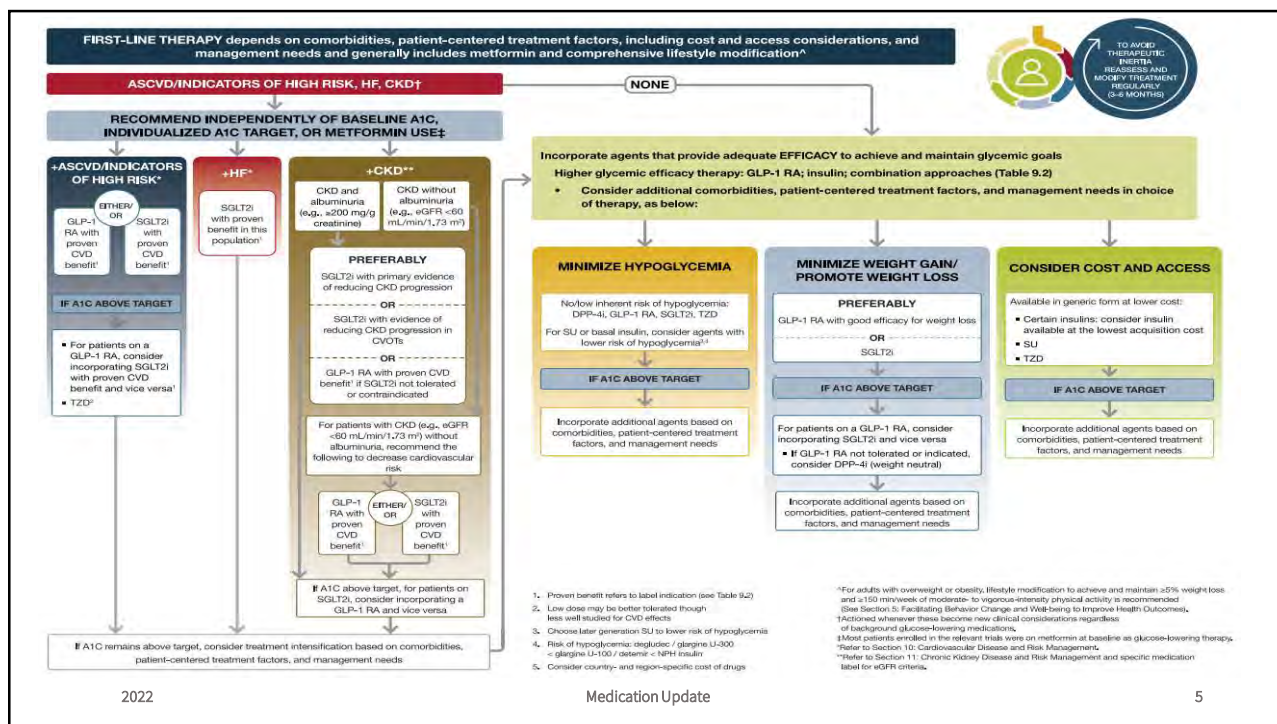 FIRST-LINE THERAPY depends on comorbidities, patient-centered treatment factors, including cost and access considerations, and
management needs and generally includes metformin and comprehensive lifestyle modification^
TO AVOID
THERAPEUTIC
INERTIA
REASSESS AND
MODIFY TREATMENT
REGULARLY
(3–6 MONTHS)
ASCVD/INDICATORS OF HIGH RISK, HF, CKD†
NONE
RECOMMEND INDEPENDENTLY OF BASELINE A1C,
INDIVIDUALIZED A1C TARGET, OR METFORMIN USE‡
+ASCVD/INDICATORS
OF HIGH RISK*
EITHER/
OR
GLP-1
RA with
proven
CVD
benefit¹
SGLT2i
with
proven
CVD
benefit¹
IF A1C ABOVE TARGET
▪ For patients on a
GLP-1 RA, consider
incorporating SGLT2i
with proven CVD
benefit and vice versa¹
▪ TZD²
+HF*
SGLT2i
with proven
benefit in this
population¹
+CKD**
CKD and
albuminuria
(e.g., ≥200 mg/g
creatinine)
CKD without
albuminuria
(e.g., eGFR <60
mL/min/1.73 m²)
PREFERABLY
SGLT2i with primary evidence
of reducing CKD progression
OR
SGLT2i with evidence of
reducing CKD progression in
CVOTs
OR
GLP-1 RA with proven CVD
benefit¹ if SGLT2i not tolerated
or contraindicated
For patients with CKD (e.g., eGFR
<60 mL/min/1.73 m²) without
albuminuria, recommend the
following to decrease cardiovascular
risk
GLP-1
RA with
proven
CVD
benefit¹
EITHER/
OR
SGLT2i
with
proven
CVD
benefit¹
If A1C above target, for patients on
SGLT2i, consider incorporating a
GLP-1 RA and vice versa
If A1C remains above target, consider treatment intensification based on comorbidities,
patient-centered treatment factors, and management needs
Incorporate agents that provide adequate EFFICACY to achieve and maintain glycemic goals
Higher glycemic efficacy therapy: GLP-1 RA; insulin; combination approaches (Table 9.2)
• Consider additional comorbidities, patient-centered treatment factors, and management needs in choice
of therapy, as below:
MINIMIZE HYPOGLYCEMIA
No/low inherent risk of hypoglycemia:
DPP-4i, GLP-1 RA, SGLT2i, TZD
For SU or basal insulin, consider agents with
lower risk of hypoglycemia³,⁴
IF A1C ABOVE TARGET
Incorporate additional agents based on
comorbidities, patient-centered treatment
factors, and management needs
MINIMIZE WEIGHT GAIN/
PROMOTE WEIGHT LOSS
PREFERABLY
GLP-1 RA with good efficacy for weight loss
OR
SGLT2i
IF A1C ABOVE TARGET
For patients on a GLP-1 RA, consider
incorporating SGLT2i and vice versa
▪ If GLP-1 RA not tolerated or indicated,
consider DPP-4i (weight neutral)
Incorporate additional agents based on
comorbidities, patient-centered treatment
factors, and management needs
CONSIDER COST AND ACCESS
Available in generic form at lower cost:
▪ Certain insulins: consider insulin
available at the lowest acquisition cost
▪ SU
▪ TZD
IF A1C ABOVE TARGET
Incorporate additional agents based on
comorbidities, patient-centered treatment
factors, and management needs
1. Proven benefit refers to label indication (see Table 9.2)
2. Low dose may be better tolerated though
less well studied for CVD effects
3. Choose later generation SU to lower risk of hypoglycemia
4. Risk of hypoglycemia: degludec / glargine U-300
< glargine U-100 / detemir < NPH insulin
5. Consider country- and region-specific cost of drugs
^For adults with overweight or obesity, lifestyle modification to achieve and maintain ≥5% weight loss
and ≥150 min/week of moderate- to vigorous-intensity physical activity is recommended
(See Section 5: Facilitating Behavior Change and Well-being to Improve Health Outcomes).
†Actioned whenever these become new clinical considerations regardless
of background glucose-lowering medications.
‡Most patients enrolled in the relevant trials were on metformin at baseline as glucose-lowering therapy.
*Refer to Section 10: Cardiovascular Disease and Risk Management.
**Refer to Section 11: Chronic Kidney Disease and Risk Management and specific medication
label for eGFR criteria.
2022
Medication Update
5